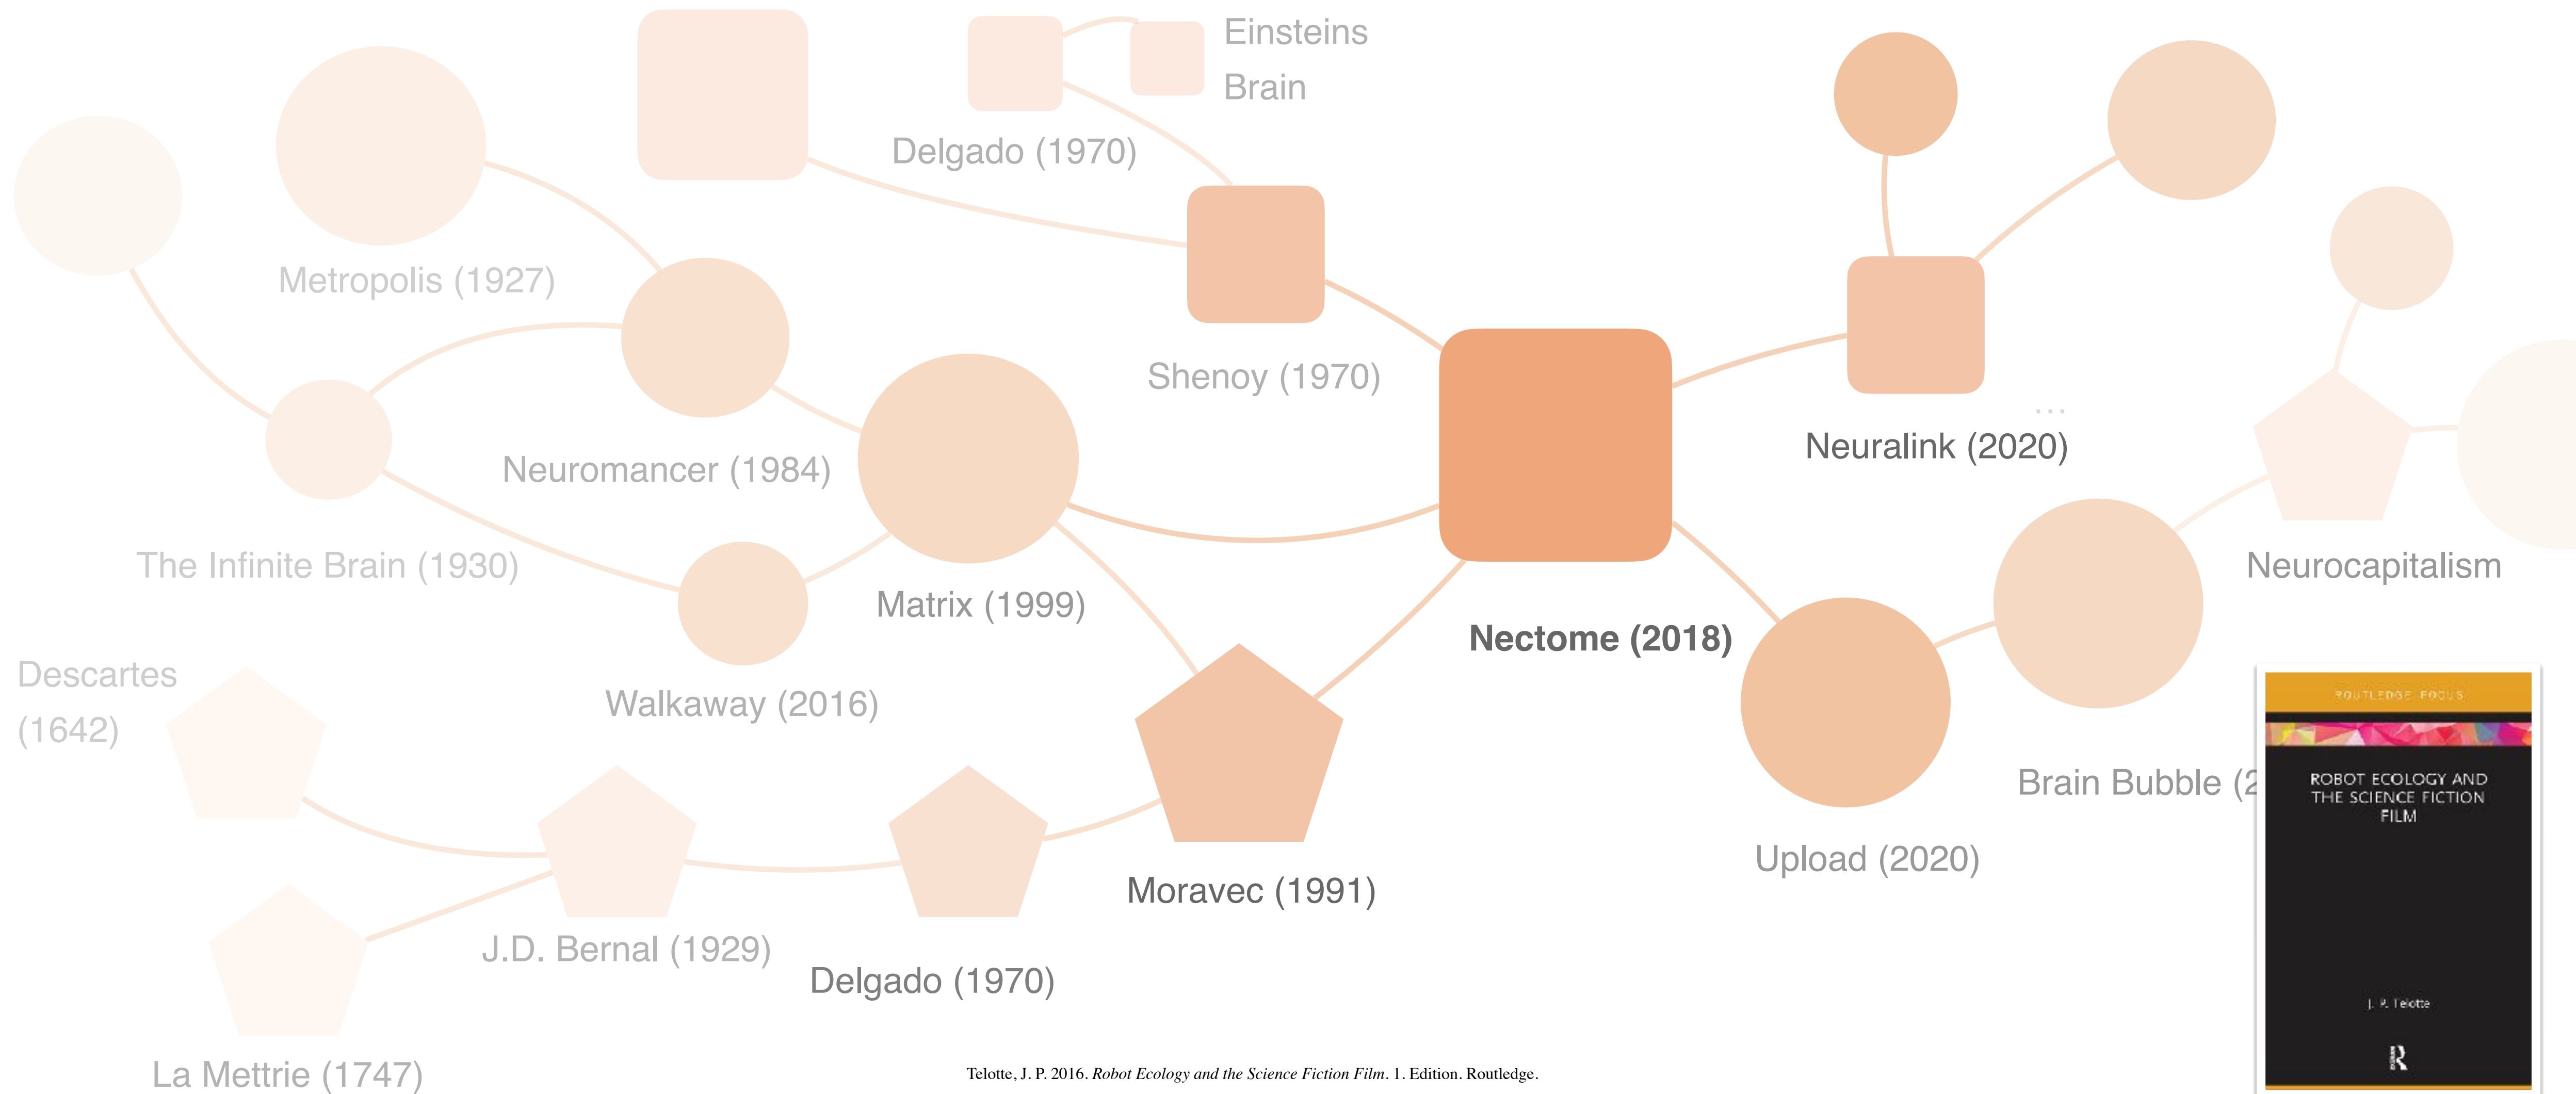 Einsteins
Brain
Delgado (1970)
Metropolis (1927)
Shenoy (1970)
Neuralink (2020)
...
Neuromancer (1984)
The Infinite Brain (1930)
Matrix (1999)
Neurocapitalism
Nectome (2018)
Descartes
(1642)
Walkaway (2016)
Brain Bubble (2
Upload (2020)
Moravec (1991)
J.D. Bernal (1929)
Delgado (1970)
La Mettrie (1747)
ROUTLEDGE FOCUS
ROBOT ECOLOGY AND
THE SCIENCE FICTION
FILM
J. P. Telotte
R
Telotte, J. P. 2016. Robot Ecology and the Science Fiction Film. 1. Edition. Routledge.